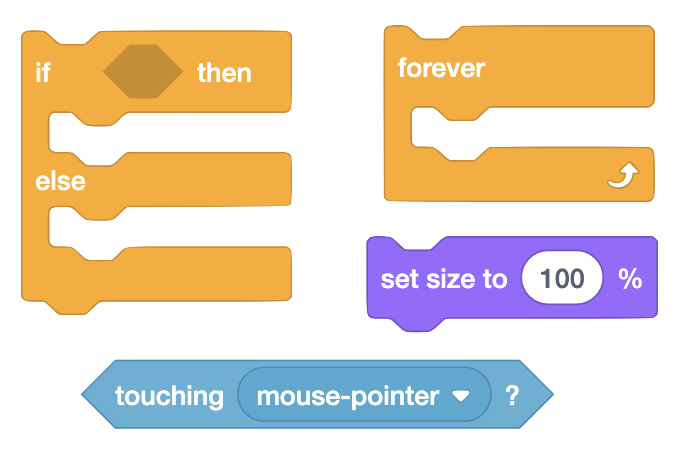 if then
else
forever
set size to 100 %
touching mouse-pointer ?